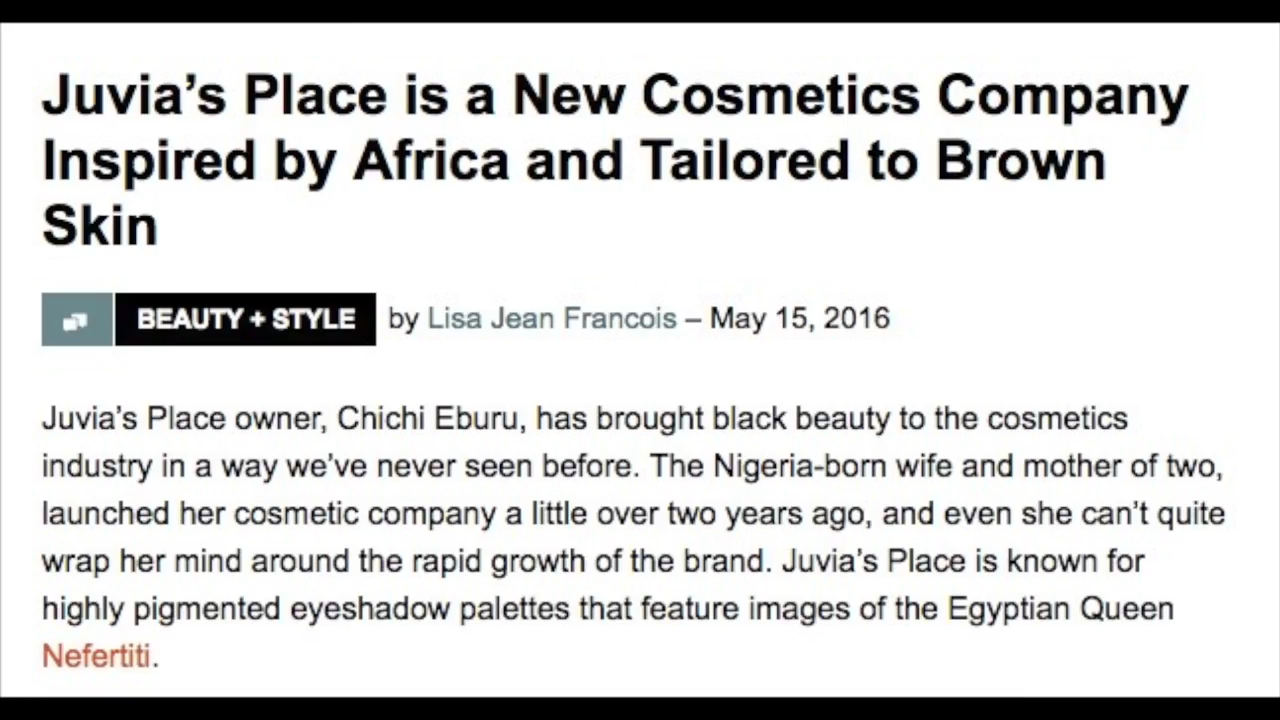 Juvia’s Place is a New Cosmetics Company
Inspired by Africa and Tailored to Brown
Skin
BEAUTY + STYLE by Lisa Jean Francois – May 15, 2016
Juvia’s Place owner, Chichi Eburu, has brought black beauty to the cosmetics
industry in a way we’ve never seen before. The Nigeria-born wife and mother of two,
launched her cosmetic company a little over two years ago, and even she can’t quite
wrap her mind around the rapid growth of the brand. Juvia’s Place is known for
highly pigmented eyeshadow palettes that feature images of the Egyptian Queen
Nefertiti.